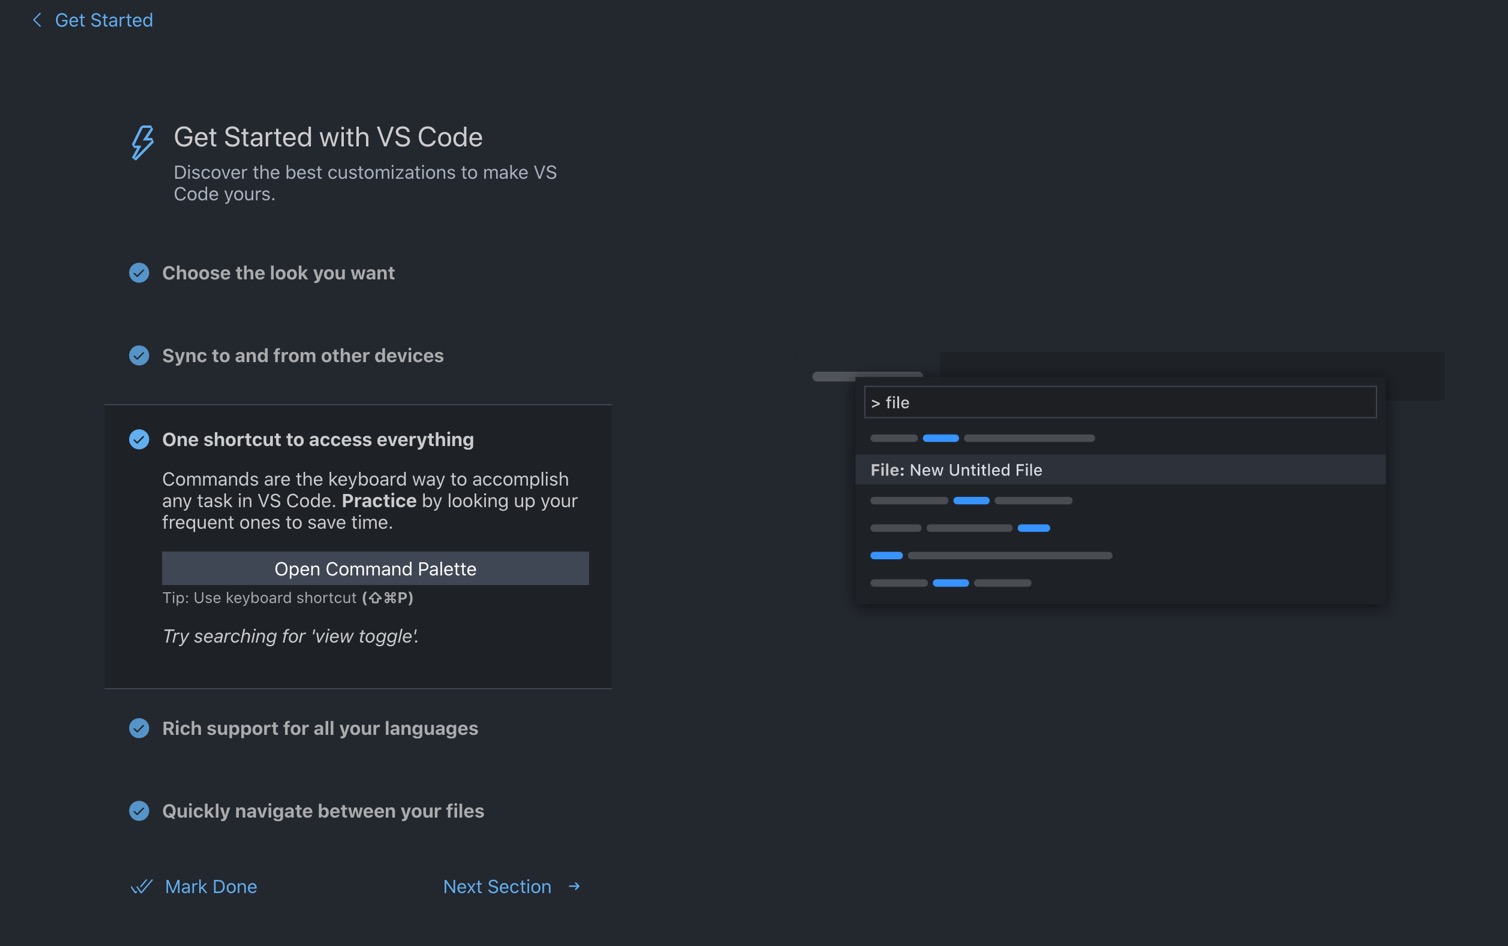 Get Started
Get Started with VS Code
Discover the best customizations to make VS
Code yours.
Choose the look you want
Sync to and from other devices
One shortcut to access everything
Commands are the keyboard way to accomplish
any task in VS Code. Practice by looking up your
frequent ones to save time.
Open Command Palette
Tip: Use keyboard shortcut (⇧⌘P)
Try searching for 'view toggle'.
Rich support for all your languages
Quickly navigate between your files
Mark Done
Next Section →
> file
File: New Untitled File